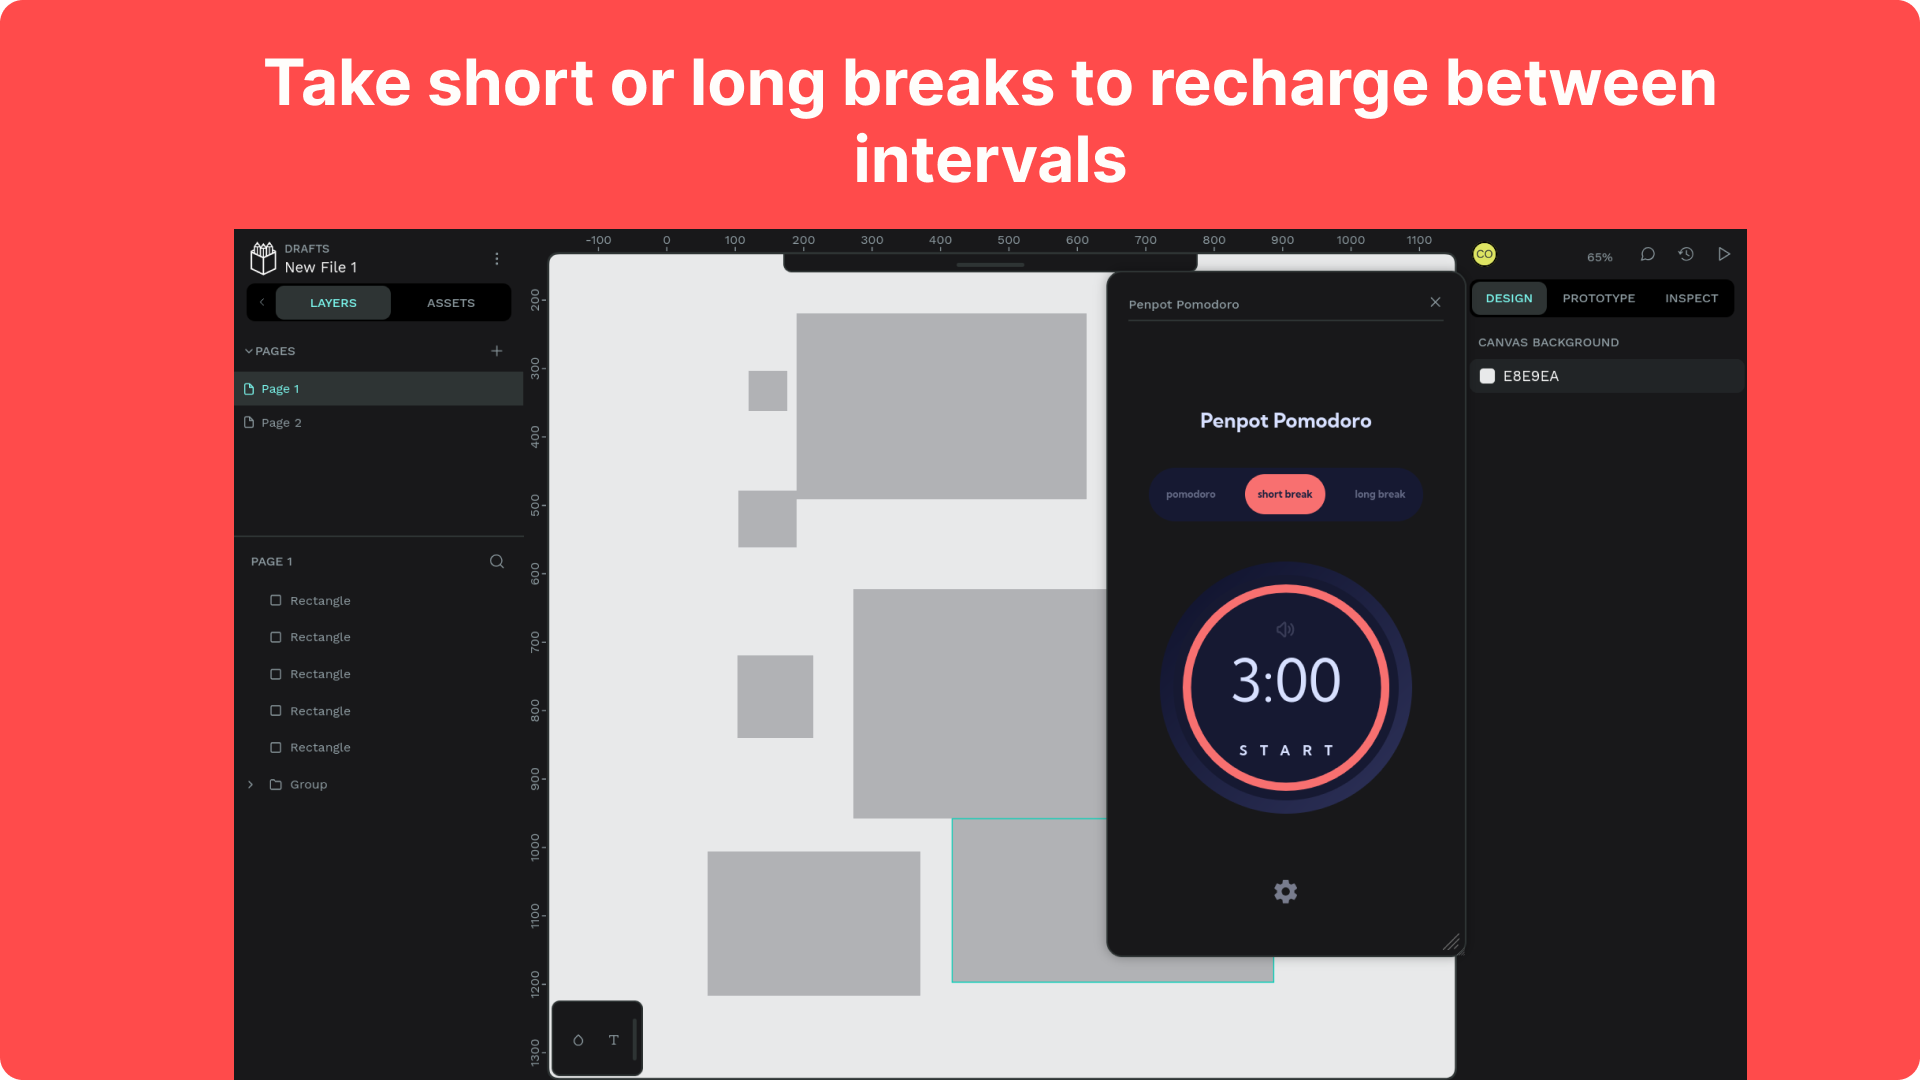 Take short or long breaks to recharge between
intervals
DRAFTS
New File 1
LAYERS
ASSETS
PAGES
Page 1
Page 2
PAGE 1
Rectangle
Rectangle
Rectangle
Rectangle
Rectangle
Group
-100 0 100 200 300 400 500 600 700 800 900 1000 1100
200
300
400
500
600
700
800
900
1000
1100
1200
1300
T
Penpot Pomodoro
Penpot Pomodoro
pomodoro short break long break
3:00
START
CO
65%
DESIGN PROTOTYPE INSPECT
CANVAS BACKGROUND
E8E9EA